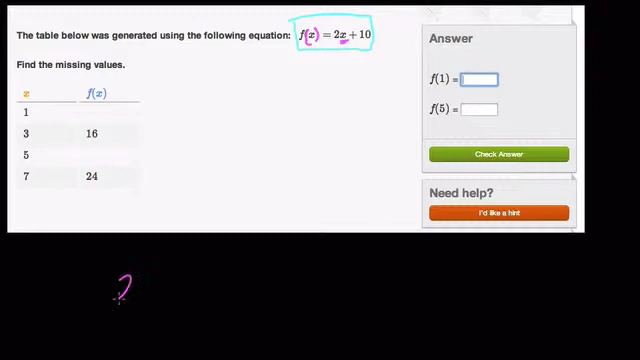 The table below was generated using the following equation: f(x) = 2x + 10
Find the missing values.
x f(x)
1
3 16
5
7 24
Answer
f(1) =
f(5) =
Check Answer
Need help?
I'd like a hint
2